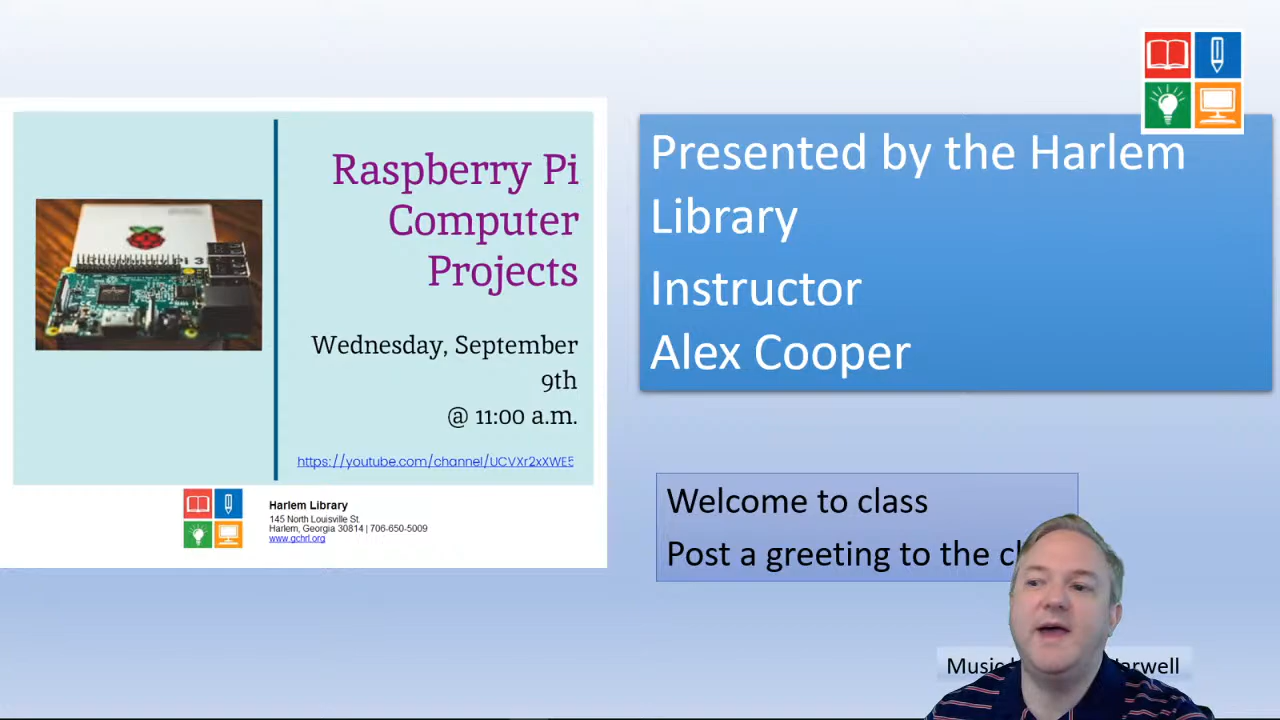 Raspberry Pi
Computer
Projects
Wednesday, September
9th
@ 11:00 a.m.
https://youtube.com/channel/UCVXr2xXWE5
Harlem Library
145 North Louisville St.
Harlem, Georgia 30814 | 706-650-5009
www.gchrl.org
Presented by the Harlem
Library
Instructor
Alex Cooper
Welcome to class
Post a greeting to the
Music